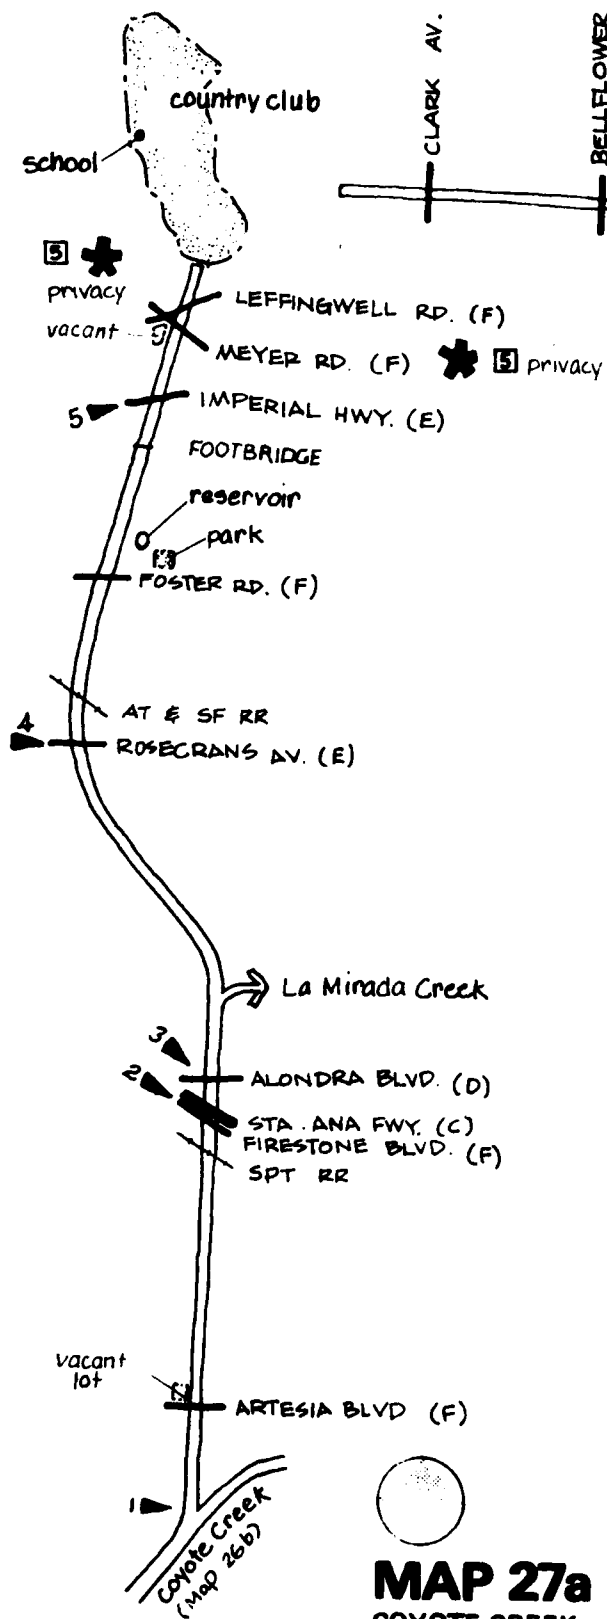 country club
school
CLARK AV.
BELLFLOWER
5
privacy
LEFFINGWELL RD. (F)
vacant
MEYER RD. (F)
5 privacy
5
IMPERIAL HWY. (E)
FOOTBRIDGE
reservoir
park
FOSTER RD. (F)
AT & SF RR
4
ROSECRANS AV. (E)
La Mirada Creek
3
ALONDRA BLVD. (D)
2
STA. ANA FWY. (C)
FIRESTONE BLVD. (F)
SPT RR
vacant
lot
ARTESIA BLVD (F)
1
Coyote Creek
(Map 26b)
MAP 27a
COYOTE CREEK